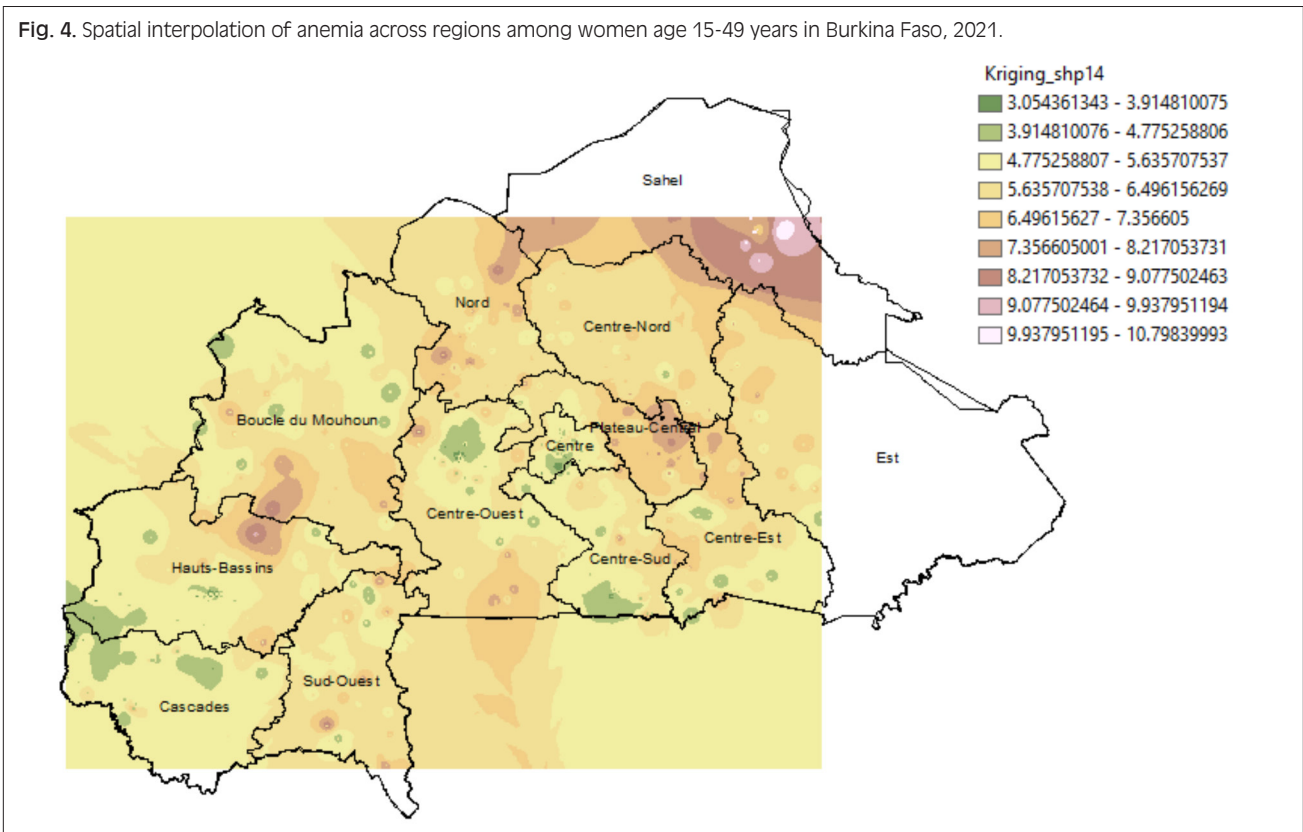 Fig. 4. Spatial interpolation of anemia across regions among women age 15-49 years in Burkina Faso, 2021.
Kriging_shp14
3.054361343 - 3.914810075
3.914810076 - 4.775258806
4.775258807 - 5.635707537
5.635707538 - 6.496156269
6.49615627 - 7.356605
7.356605001 - 8.217053731
8.217053732 - 9.077502463
9.077502464 - 9.937951194
9.937951195 - 10.79839993
Sahel
Nord
Centre-Nord
Boucle du Mouhoun
Plateau-Central
Centre
Est
Centre-Ouest
Centre-Est
Centre-Sud
Hauts-Bassins
Sud-Ouest
Cascades